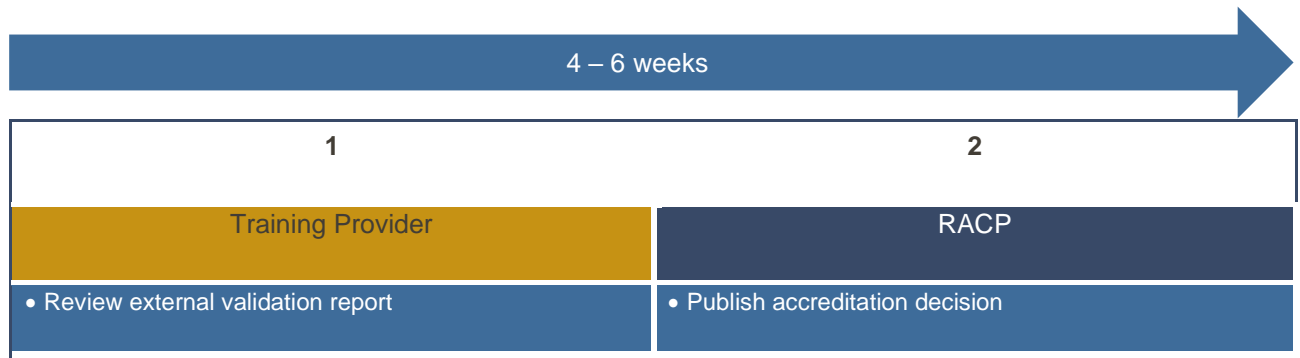 4 – 6 weeks
1
2
Training Provider
RACP
• Review external validation report
• Publish accreditation decision